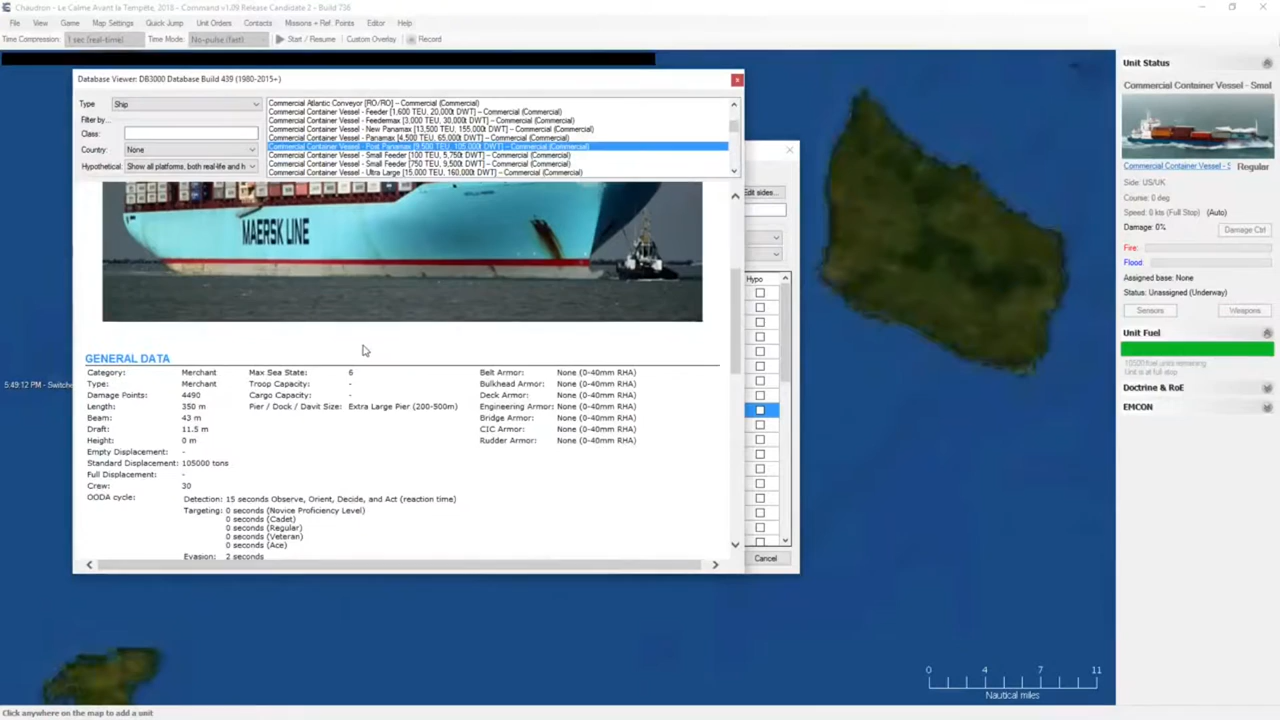 Chaudron - Le Calme Avant la Tempête, 2018 - Command v1.09 Release Candidate 2 - Build 736
File View Game Map Settings Quick Jump Unit Orders Contacts Missions + Ref. Points Editor Help
Time Compression: 1 sec (real-time) Time Mode: No-pulse (fast) Start / Resume Custom Overlay Record
Database Viewer: DB3000 Database Build 439 (1980-2015+)
Type Ship
Filter by...
Class:
Country: None
Hypothetical: Show all platforms, both real-life and h
Commercial Atlantic Conveyor [RO/RO] -- Commercial (Commercial)
Commercial Container Vessel - Feeder [1,600 TEU, 20,000t DWT] -- Commercial (Commercial)
Commercial Container Vessel - Feedermax [3,000 TEU, 30,000t DWT] -- Commercial (Commercial)
Commercial Container Vessel - New Panamax [13,500 TEU, 155,000t DWT] -- Commercial (Commercial)
Commercial Container Vessel - Panamax [4,500 TEU, 65,000t DWT] -- Commercial (Commercial)
Commercial Container Vessel - Post Panamax [9,500 TEU, 105,000t DWT] -- Commercial (Commercial)
Commercial Container Vessel - Small Feeder [100 TEU, 5,750t DWT] -- Commercial (Commercial)
Commercial Container Vessel - Small Feeder [750 TEU, 9,500t DWT] -- Commercial (Commercial)
Commercial Container Vessel - Ultra Large [15,000 TEU, 160,000t DWT] -- Commercial (Commercial)
MAERSK LINE
GENERAL DATA
Category: Merchant
Type: Merchant
Damage Points: 4490
Length: 350 m
Beam: 43 m
Draft: 11.5 m
Height: 0 m
Empty Displacement: -
Standard Displacement: 105000 tons
Full Displacement: -
Crew: 30
OODA cycle: Detection: 15 seconds Observe, Orient, Decide, and Act (reaction time)
Targeting: 0 seconds (Novice Proficiency Level)
0 seconds (Cadet)
0 seconds (Regular)
0 seconds (Veteran)
0 seconds (Ace)
Evasion: 2 seconds
Max Sea State: 6
Troop Capacity: -
Cargo Capacity: -
Pier / Dock / Davit Size: Extra Large Pier (200-500m)
Belt Armor: None (0-40mm RHA)
Bulkhead Armor: None (0-40mm RHA)
Deck Armor: None (0-40mm RHA)
Engineering Armor: None (0-40mm RHA)
Bridge Armor: None (0-40mm RHA)
CIC Armor: None (0-40mm RHA)
Rudder Armor: None (0-40mm RHA)
Edit sides...
Hypo
Cancel
5:49:12 PM - Switche
Unit Status
Commercial Container Vessel - Smal
Commercial Container Vessel - S Regular
Side: US/UK
Course: 0 deg
Speed: 0 kts (Full Stop) (Auto)
Damage: 0% Damage Ctrl
Fire:
Flood:
Assigned base: None
Status: Unassigned (Underway)
Sensors Weapons
Unit Fuel
10500 fuel units remaining
Unit is at full stop
Doctrine & RoE
EMCON
0 4 7 11
Nautical miles
Click anywhere on the map to add a unit